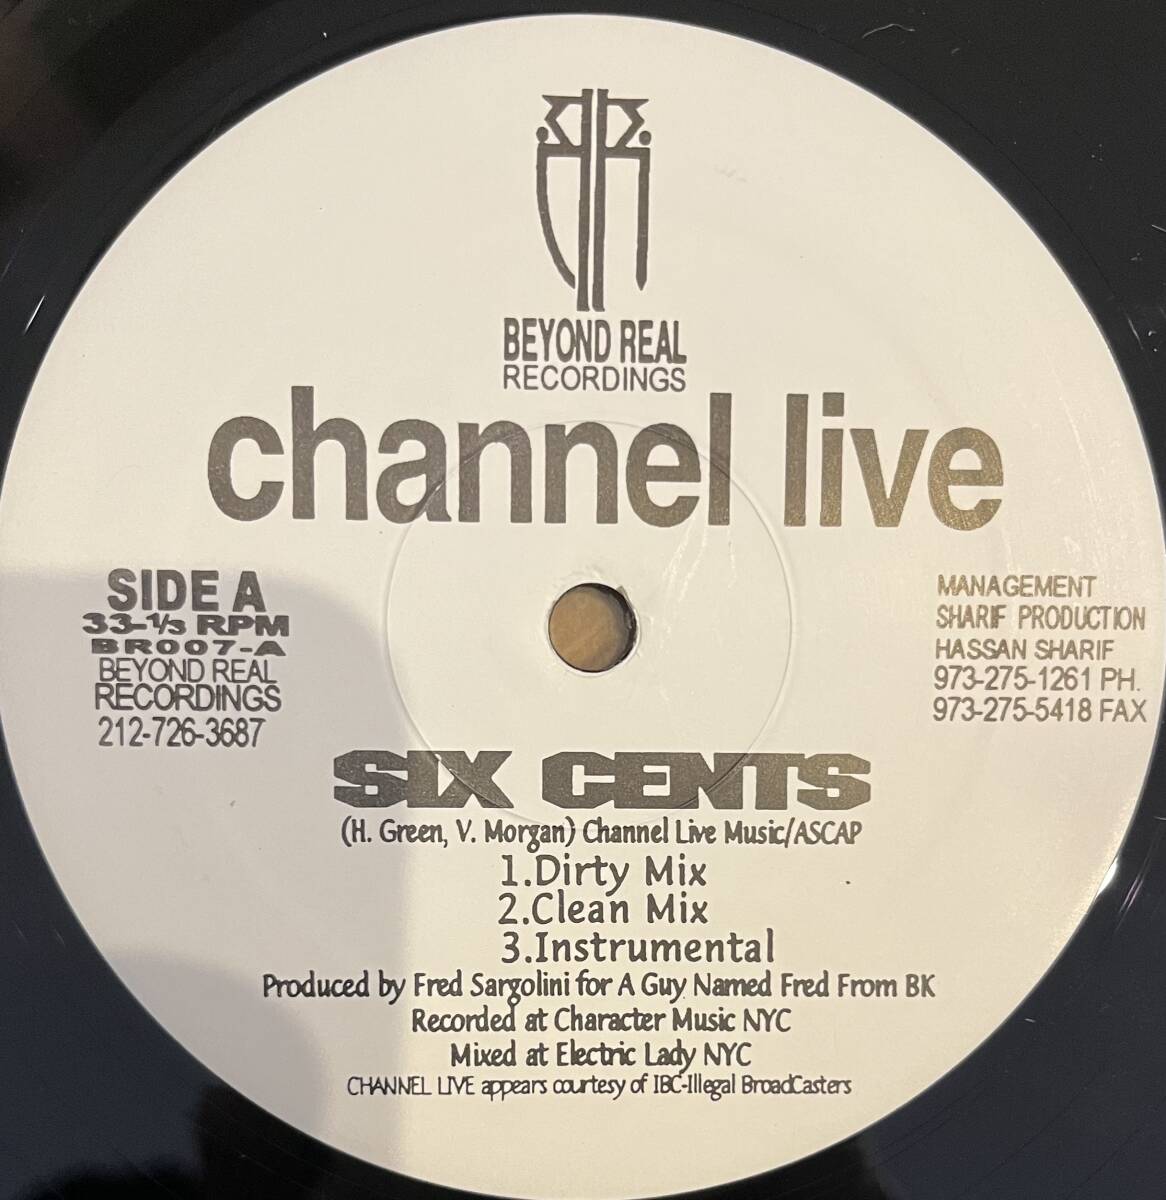 BEYOND REAL
RECORDINGS
channel live
SIDE A
33-1/3 RPM
BR007-A
BEYOND REAL
RECORDINGS
212-726-3687
MANAGEMENT
SHARIF PRODUCTION
HASSAN SHARIF
973-275-1261 PH.
973-275-5418 FAX
SIX CENTS
(H. Green, V. Morgan) Channel Live Music/ASCAP
1.Dirty Mix
2.Clean Mix
3.Instrumental
Produced by Fred Sargolini for A Guy Named Fred From BK
Recorded at Character Music NYC
Mixed at Electric Lady NYC
CHANNEL LIVE appears courtesy of IBC-Illegal BroadCasters